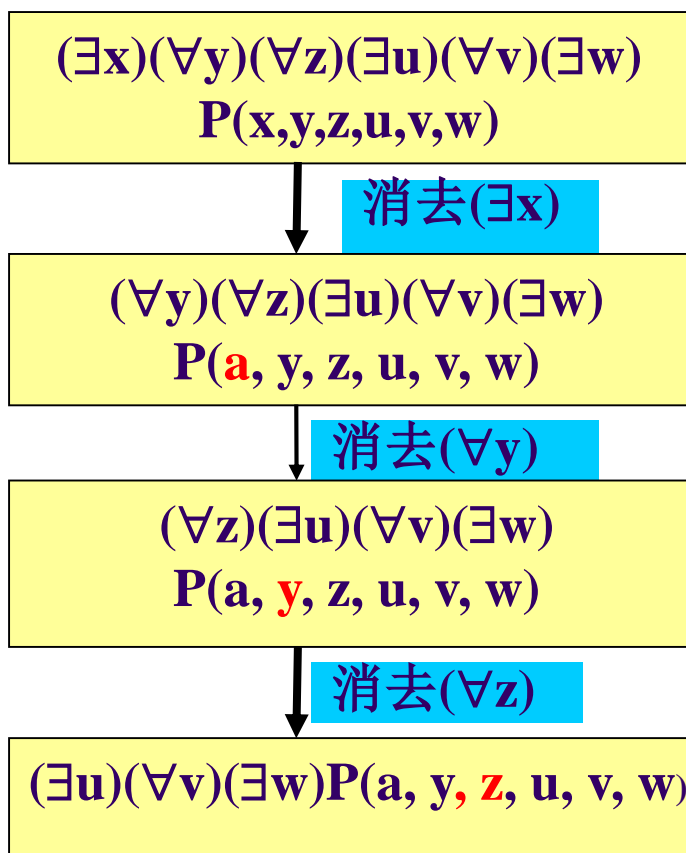 (∃x)(∀y)(∀z)(∃u)(∀v)(∃w)
P(x,y,z,u,v,w)
消去(∃x)
(∀y)(∀z)(∃u)(∀v)(∃w)
P(a, y, z, u, v, w)
消去(∀y)
(∀z)(∃u)(∀v)(∃w)
P(a, y, z, u, v, w)
消去(∀z)
(∃u)(∀v)(∃w)P(a, y, z, u, v, w)